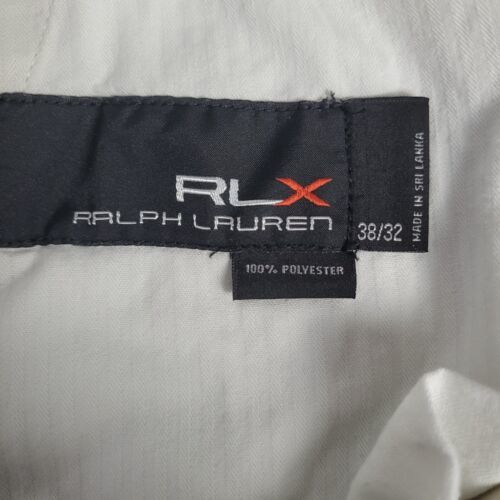 RLX
RALPH LAUREN
38/32
MADE IN SRI LANKA
100% POLYESTER